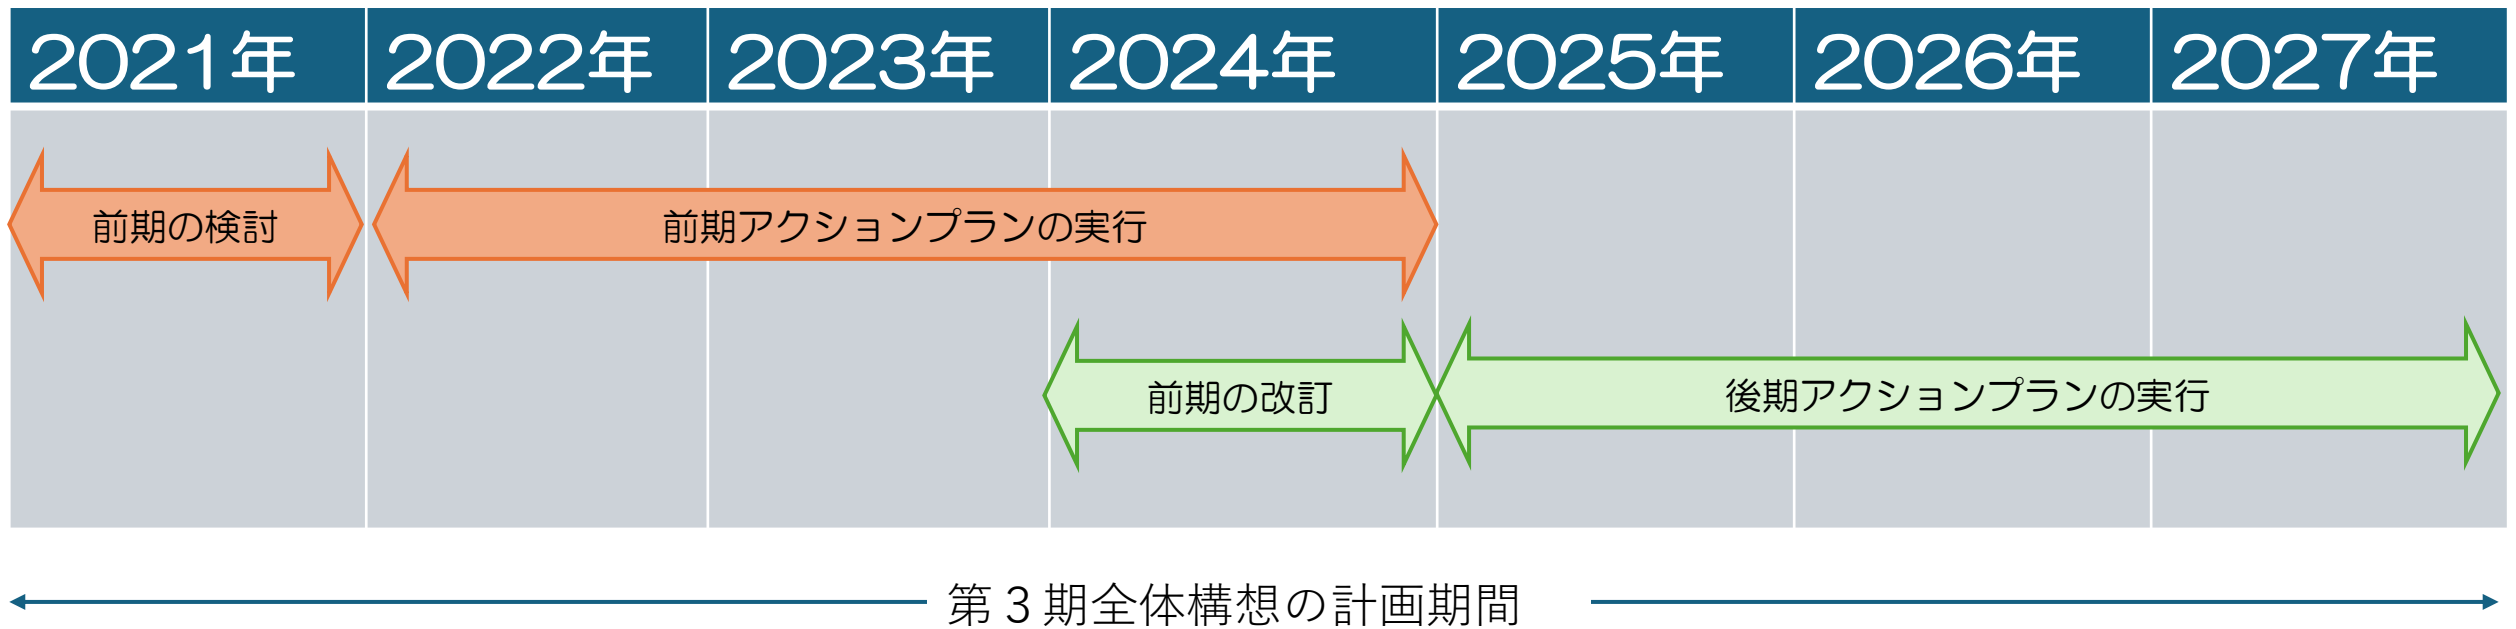 2021年 2022年 2023年 2024年 2025年 2026年 2027年
前期の検討 前期アクションプランの実行
前期の改訂 後期アクションプランの実行
第３期全体構想の計画期間